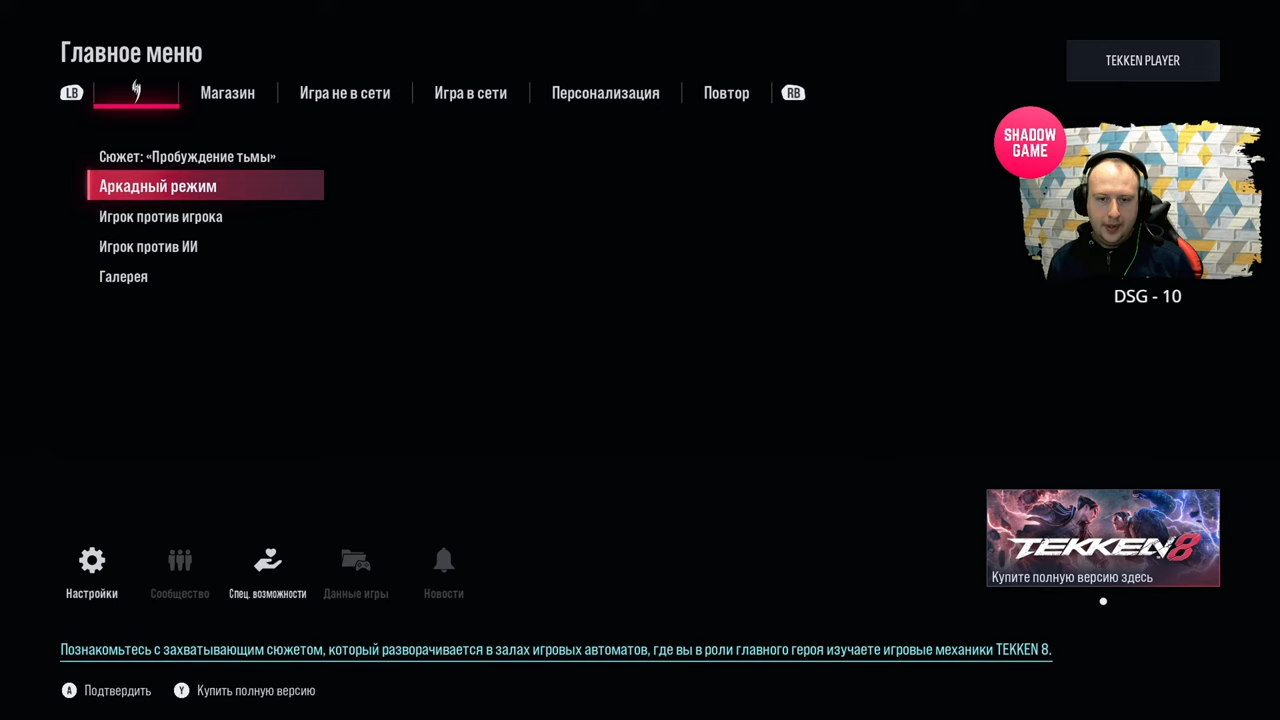 Главное меню
TEKKEN PLAYER
LB
Магазин
Игра не в сети
Игра в сети
Персонализация
Повтор
RB
SHADOW
GAME
Сюжет: «Пробуждение тьмы»
Аркадный режим
Игрок против игрока
Игрок против ИИ
Галерея
DSG - 10
TEKKEN 8
Купите полную версию здесь
Настройки
Сообщество
Спец. возможности
Данные игры
Новости
Познакомьтесь с захватывающим сюжетом, который разворачивается в залах игровых автоматов, где вы в роли главного героя изучаете игровые механики TEKKEN 8.
A Подтвердить
Y Купить полную версию